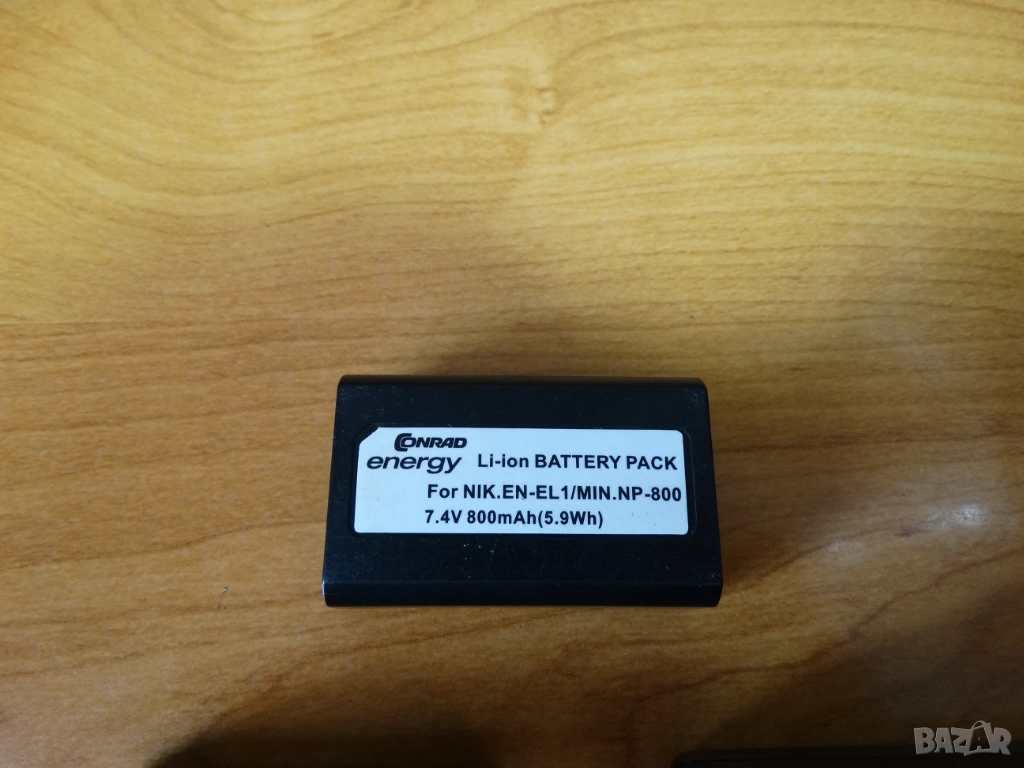 CONRAD
energy Li-ion BATTERY PACK
For NIK.EN-EL1/MIN.NP-800
7.4V 800mAh(5.9Wh)
BAZAR